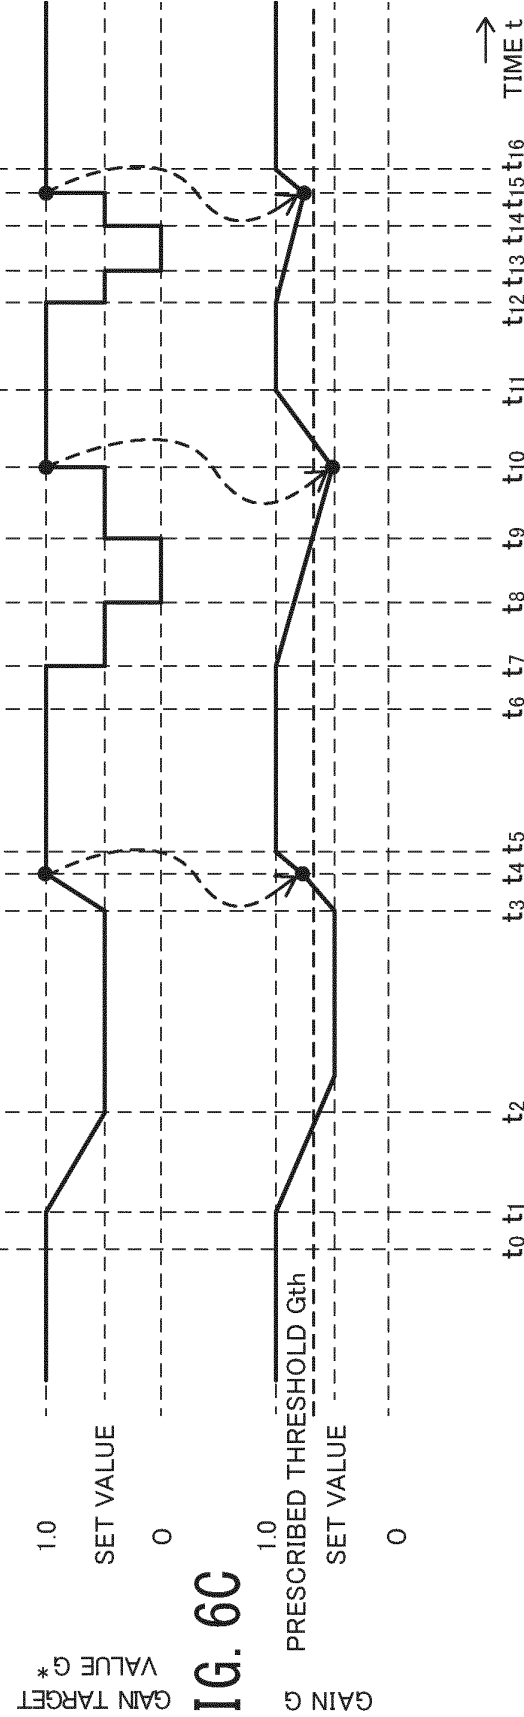 GAIN TARGET
VALUE G*
1.0
SET VALUE
0
IG. 6C
GAIN G
1.0
PRESCRIBED THRESHOLD Gth
SET VALUE
0
t0 t1 t2 t3 t4 t5 t6 t7 t8 t9 t10 t11 t12 t13 t14 t15 t16
TIME t